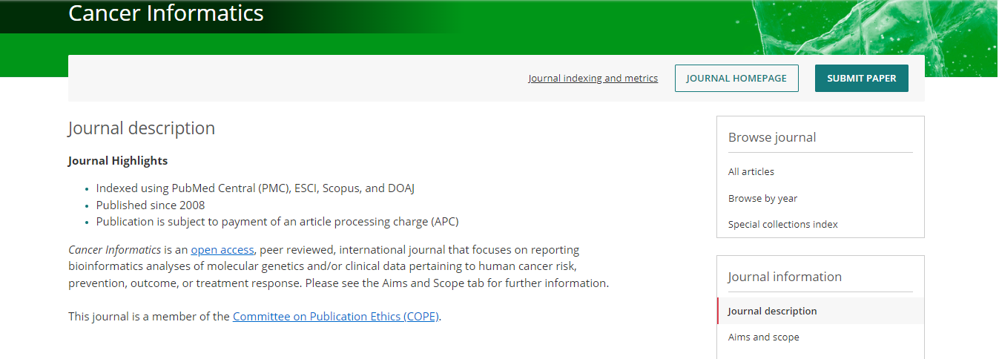 Cancer Informatics
Journal indexing and metrics
JOURNAL HOMEPAGE
SUBMIT PAPER
Journal description
Journal Highlights
Indexed using PubMed Central (PMC), ESCI, Scopus, and DOAJ
Published since 2008
Publication is subject to payment of an article processing charge (APC)
Cancer Informatics is an open access, peer reviewed, international journal that focuses on reporting
bioinformatics analyses of molecular genetics and/or clinical data pertaining to human cancer risk,
prevention, outcome, or treatment response. Please see the Aims and Scope tab for further information.
This journal is a member of the Committee on Publication Ethics (COPE).
Browse journal
All articles
Browse by year
Special collections index
Journal information
Journal description
Aims and scope